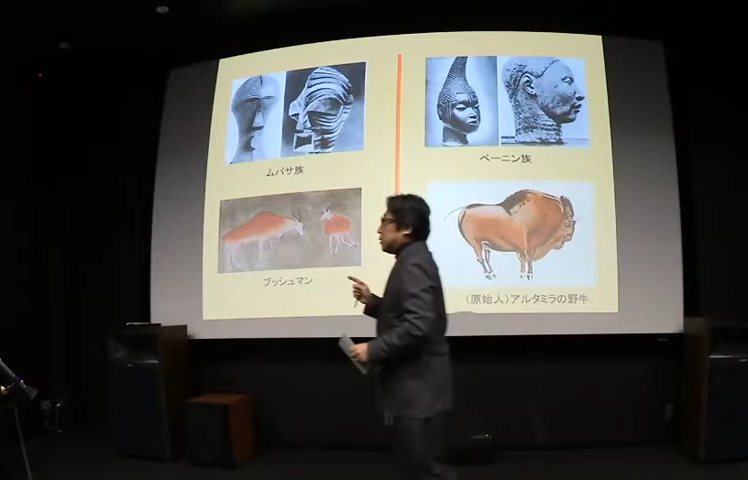 ムバサ族
ベーニン族
ブッシュマン
(原始人)アルタミラの野牛